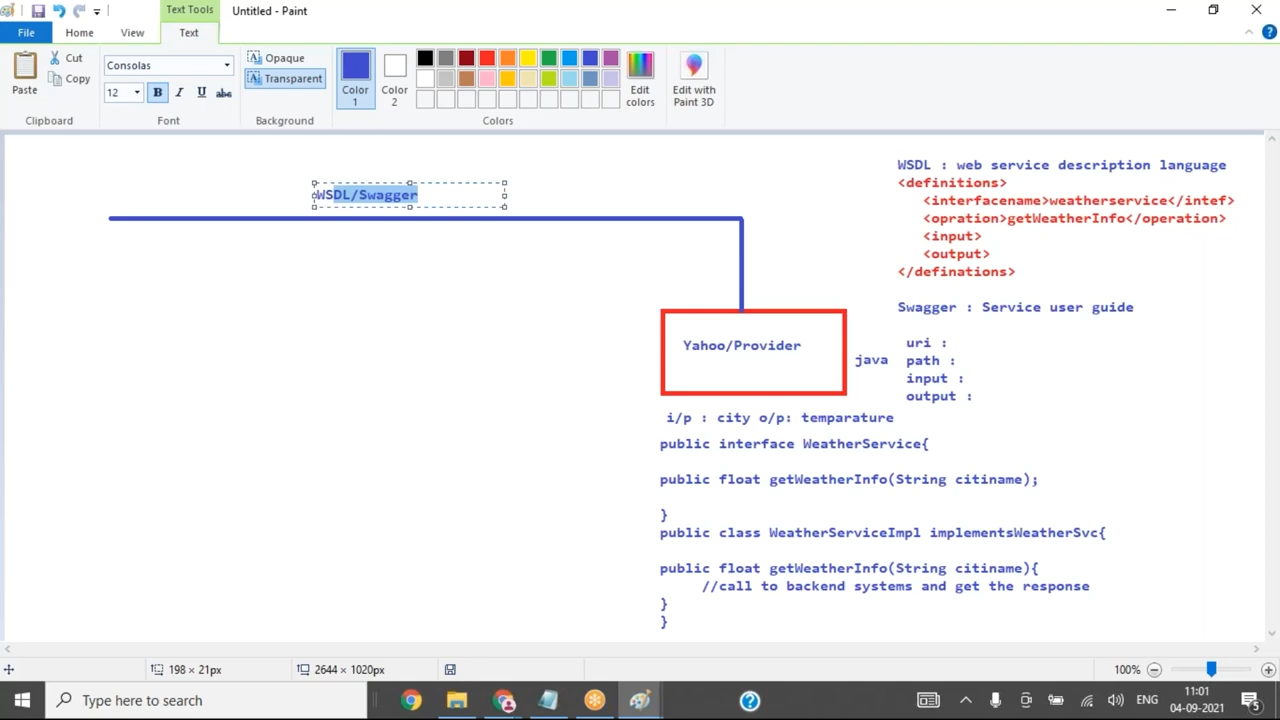 Text Tools
Untitled - Paint
File
Home
View
Text
Paste
Cut
Copy
Clipboard
Consolas
12
B
I
U
abc
Font
Opaque
Transparent
Background
Color 1
Color 2
Edit colors
Edit with Paint 3D
Colors
WSDL/Swagger
WSDL : web service description language
<definitions>
<interfacename>weatherservice</intef>
<opration>getWeatherInfo</operation>
<input>
<output>
</definations>
Swagger : Service user guide
uri :
path :
input :
output :
Yahoo/Provider
java
i/p : city o/p: temparature
public interface WeatherService{
public float getWeatherInfo(String citiname);
}
public class WeatherServiceImpl implementsWeatherSvc{
public float getWeatherInfo(String citiname){
//call to backend systems and get the response
}
}
198 × 21px
2644 × 1020px
100%
Type here to search
ENG
11:01
04-09-2021
5